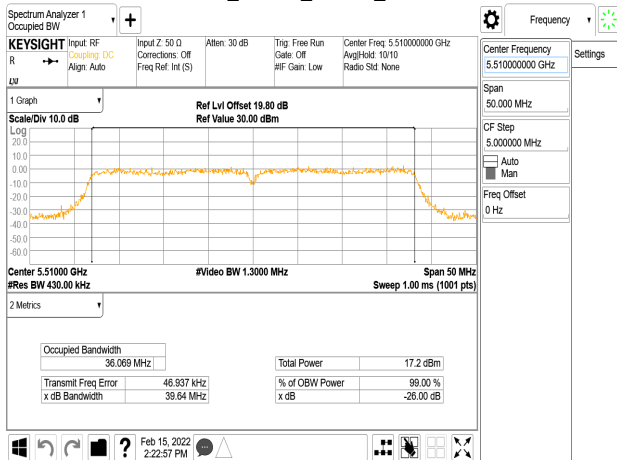 Spectrum Analyzer 1
Occupied BW
Frequency
KEYSIGHT
R
LXI
Input: RF
Coupling: DC
Align: Auto
Input Z: 50 Ω
Corrections: Off
Freq Ref: Int (S)
Atten: 30 dB
Trig: Free Run
Gate: Off
#IF Gain: Low
Center Freq: 5.510000000 GHz
Avg|Hold: 10/10
Radio Std: None
Center Frequency
5.510000000 GHz
Settings
Span
50.000 MHz
CF Step
5.000000 MHz
Auto
Man
Freq Offset
0 Hz
1 Graph
Scale/Div 10.0 dB
Ref Lvl Offset 19.80 dB
Ref Value 30.00 dBm
Log
20.0
10.0
0.00
-10.0
-20.0
-30.0
-40.0
-50.0
-60.0
Center 5.51000 GHz
#Video BW 1.3000 MHz
Span 50 MHz
#Res BW 430.00 kHz
Sweep 1.00 ms (1001 pts)
2 Metrics
Occupied Bandwidth
36.069 MHz
Total Power 17.2 dBm
Transmit Freq Error 46.937 kHz
% of OBW Power 99.00 %
x dB Bandwidth 39.64 MHz
x dB -26.00 dB
Feb 15, 2022
2:22:57 PM